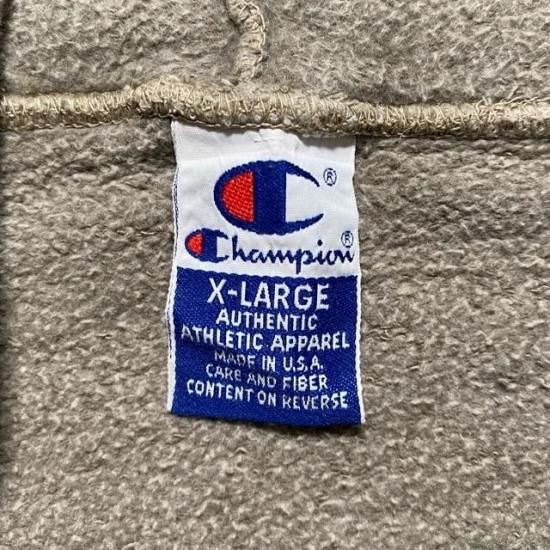 ®
Champion®
X-LARGE
AUTHENTIC
ATHLETIC APPAREL
MADE IN U.S.A.
CARE AND FIBER
CONTENT ON REVERSE